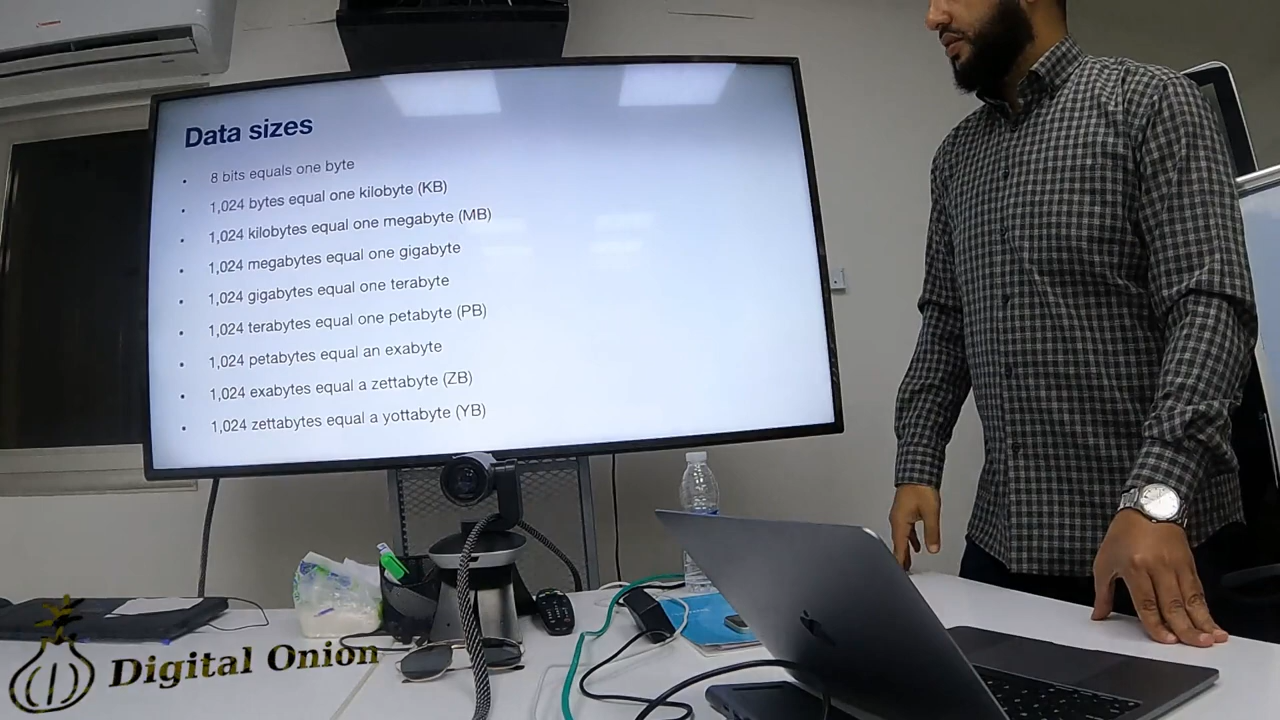 Data sizes
8 bits equals one byte
1,024 bytes equal one kilobyte (KB)
1,024 kilobytes equal one megabyte (MB)
1,024 megabytes equal one gigabyte
1,024 gigabytes equal one terabyte
1,024 terabytes equal one petabyte (PB)
1,024 petabytes equal an exabyte
1,024 exabytes equal a zettabyte (ZB)
1,024 zettabytes equal a yottabyte (YB)
Digital Onion